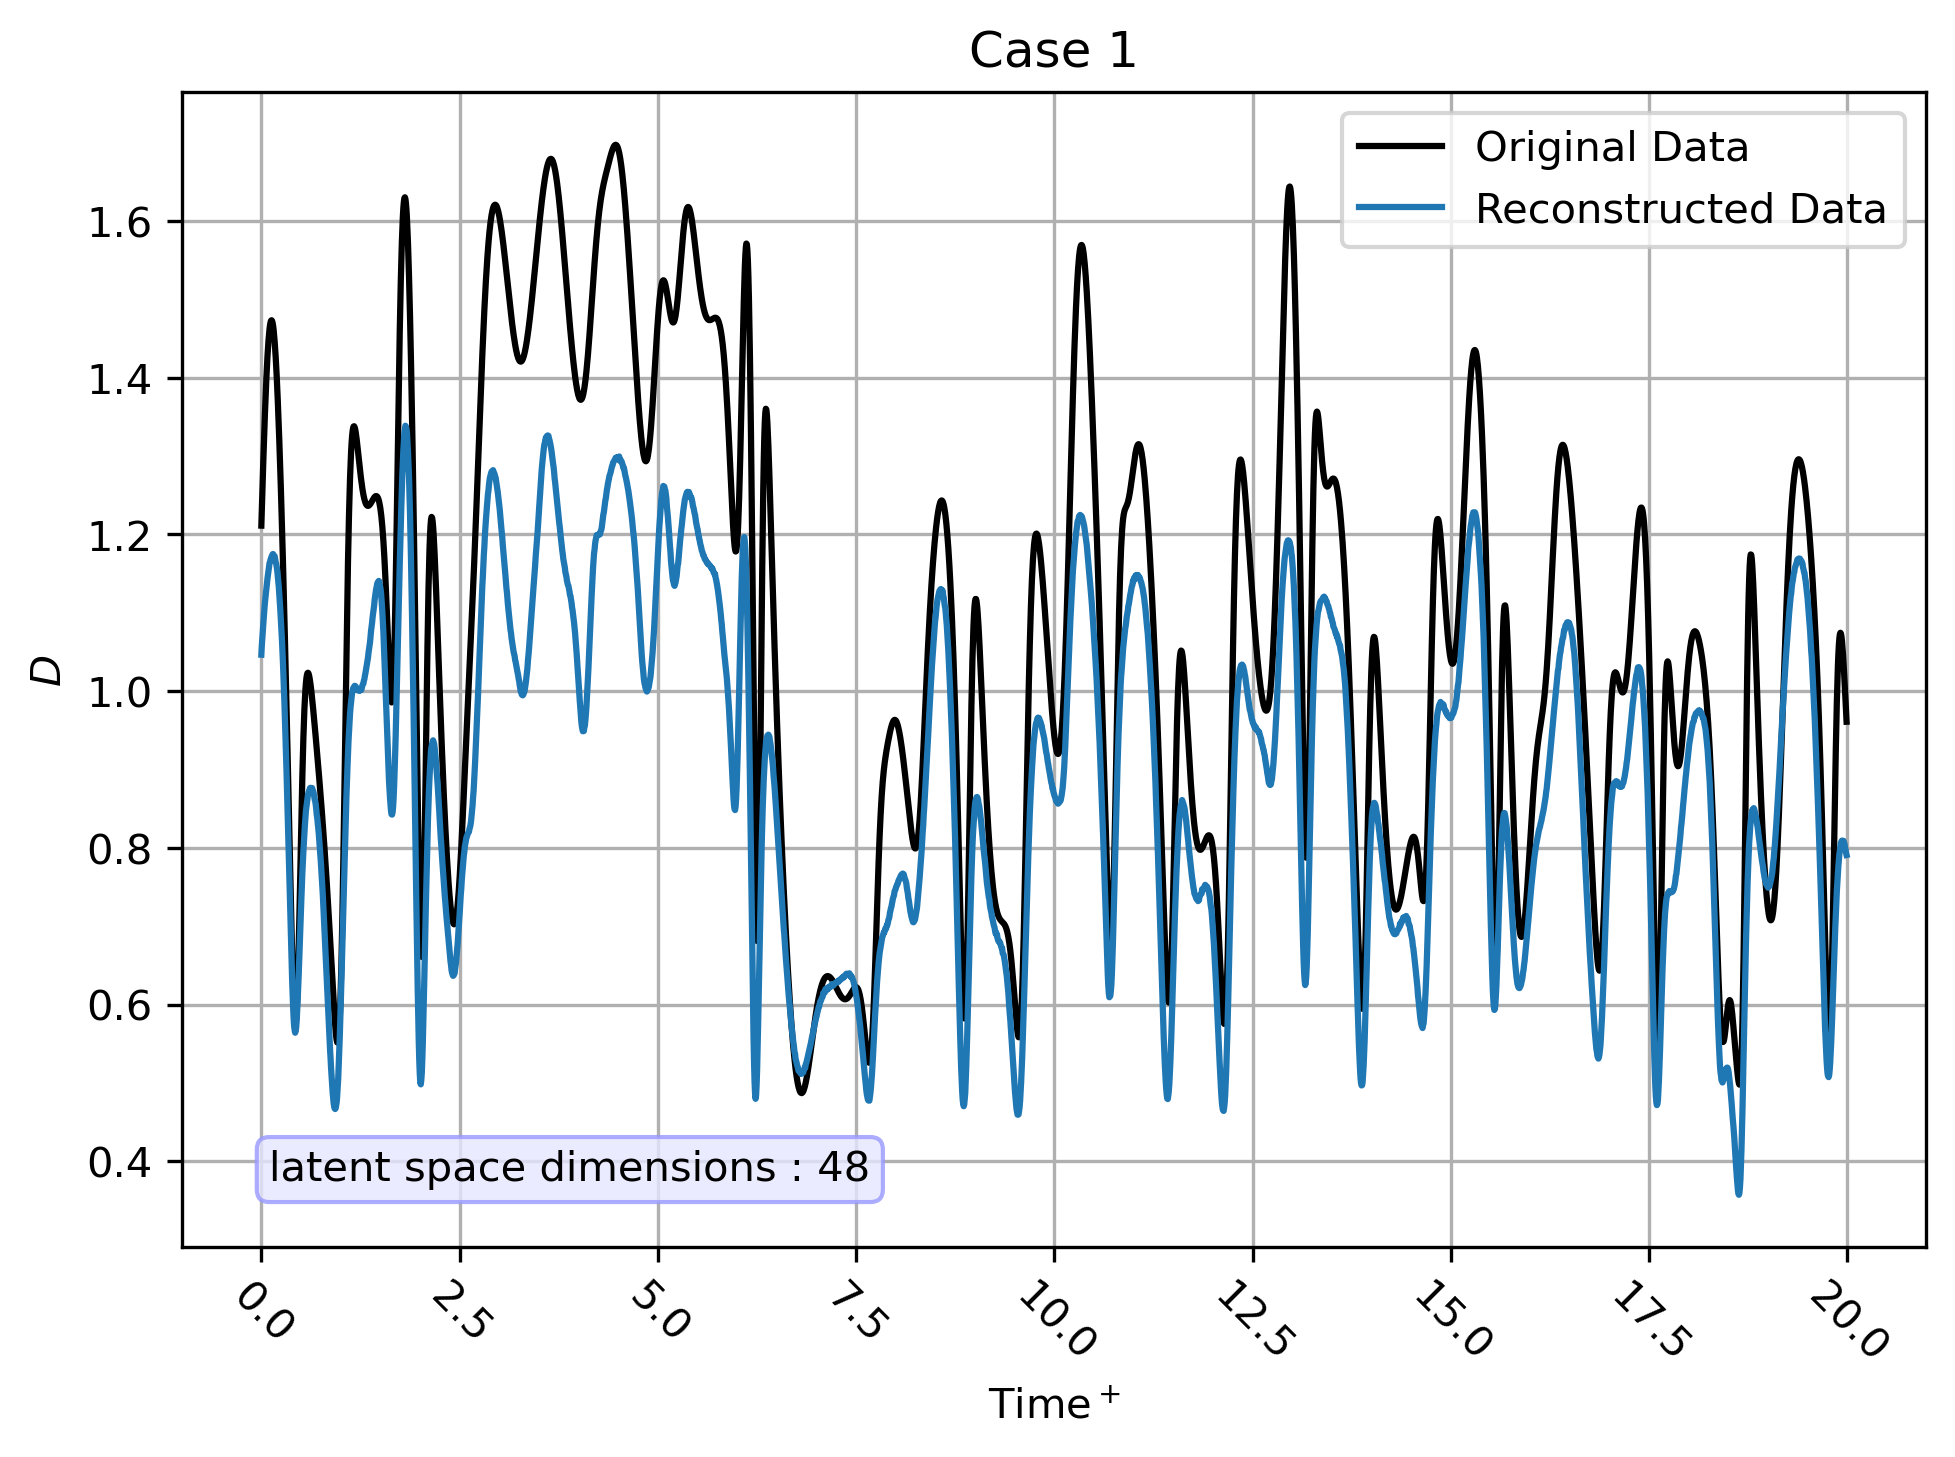 Case 1
Original Data
Reconstructed Data
D
1.6
1.4
1.2
1.0
0.8
0.6
0.4
latent space dimensions : 48
0.0 2.5 5.0 7.5 10.0 12.5 15.0 17.5 20.0
Time⁺